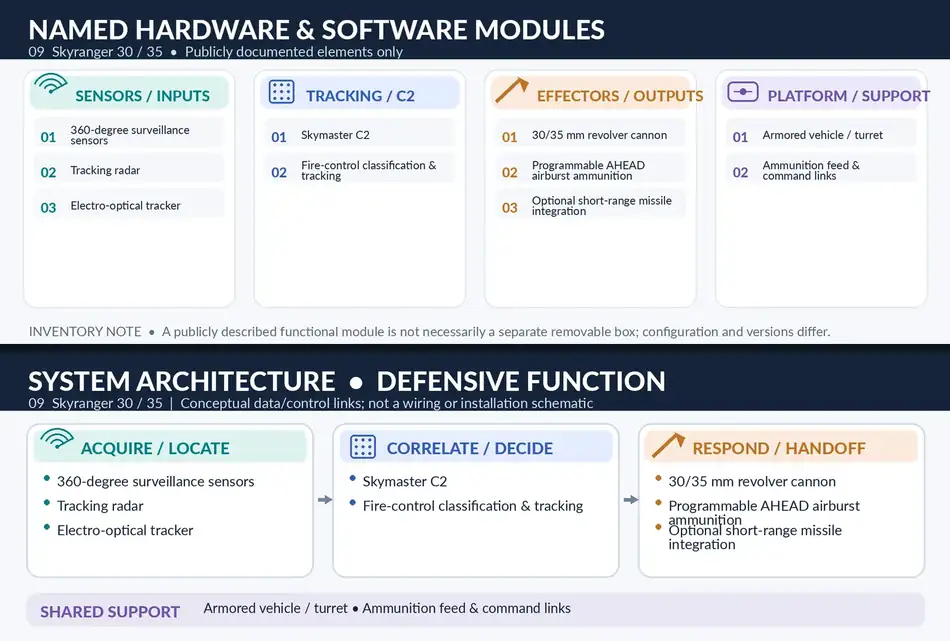 NAMED HARDWARE & SOFTWARE MODULES
09 Skyranger 30 / 35 • Publicly documented elements only
SENSORS / INPUTS
01 360-degree surveillance
sensors
02 Tracking radar
03 Electro-optical tracker
TRACKING / C2
01 Skymaster C2
02 Fire-control classification &
tracking
EFFECTORS / OUTPUTS
01 30/35 mm revolver cannon
02 Programmable AHEAD
airburst ammunition
03 Optional short-range missile
integration
PLATFORM / SUPPORT
01 Armored vehicle / turret
02 Ammunition feed &
command links
INVENTORY NOTE • A publicly described functional module is not necessarily a separate removable box; configuration and versions differ.
SYSTEM ARCHITECTURE • DEFENSIVE FUNCTION
09 Skyranger 30 / 35 | Conceptual data/control links; not a wiring or installation schematic
ACQUIRE / LOCATE
• 360-degree surveillance sensors
• Tracking radar
• Electro-optical tracker
CORRELATE / DECIDE
• Skymaster C2
• Fire-control classification & tracking
RESPOND / HANDOFF
• 30/35 mm revolver cannon
• Programmable AHEAD airburst
ammunition
• Optional short-range missile
integration
SHARED SUPPORT Armored vehicle / turret • Ammunition feed & command links